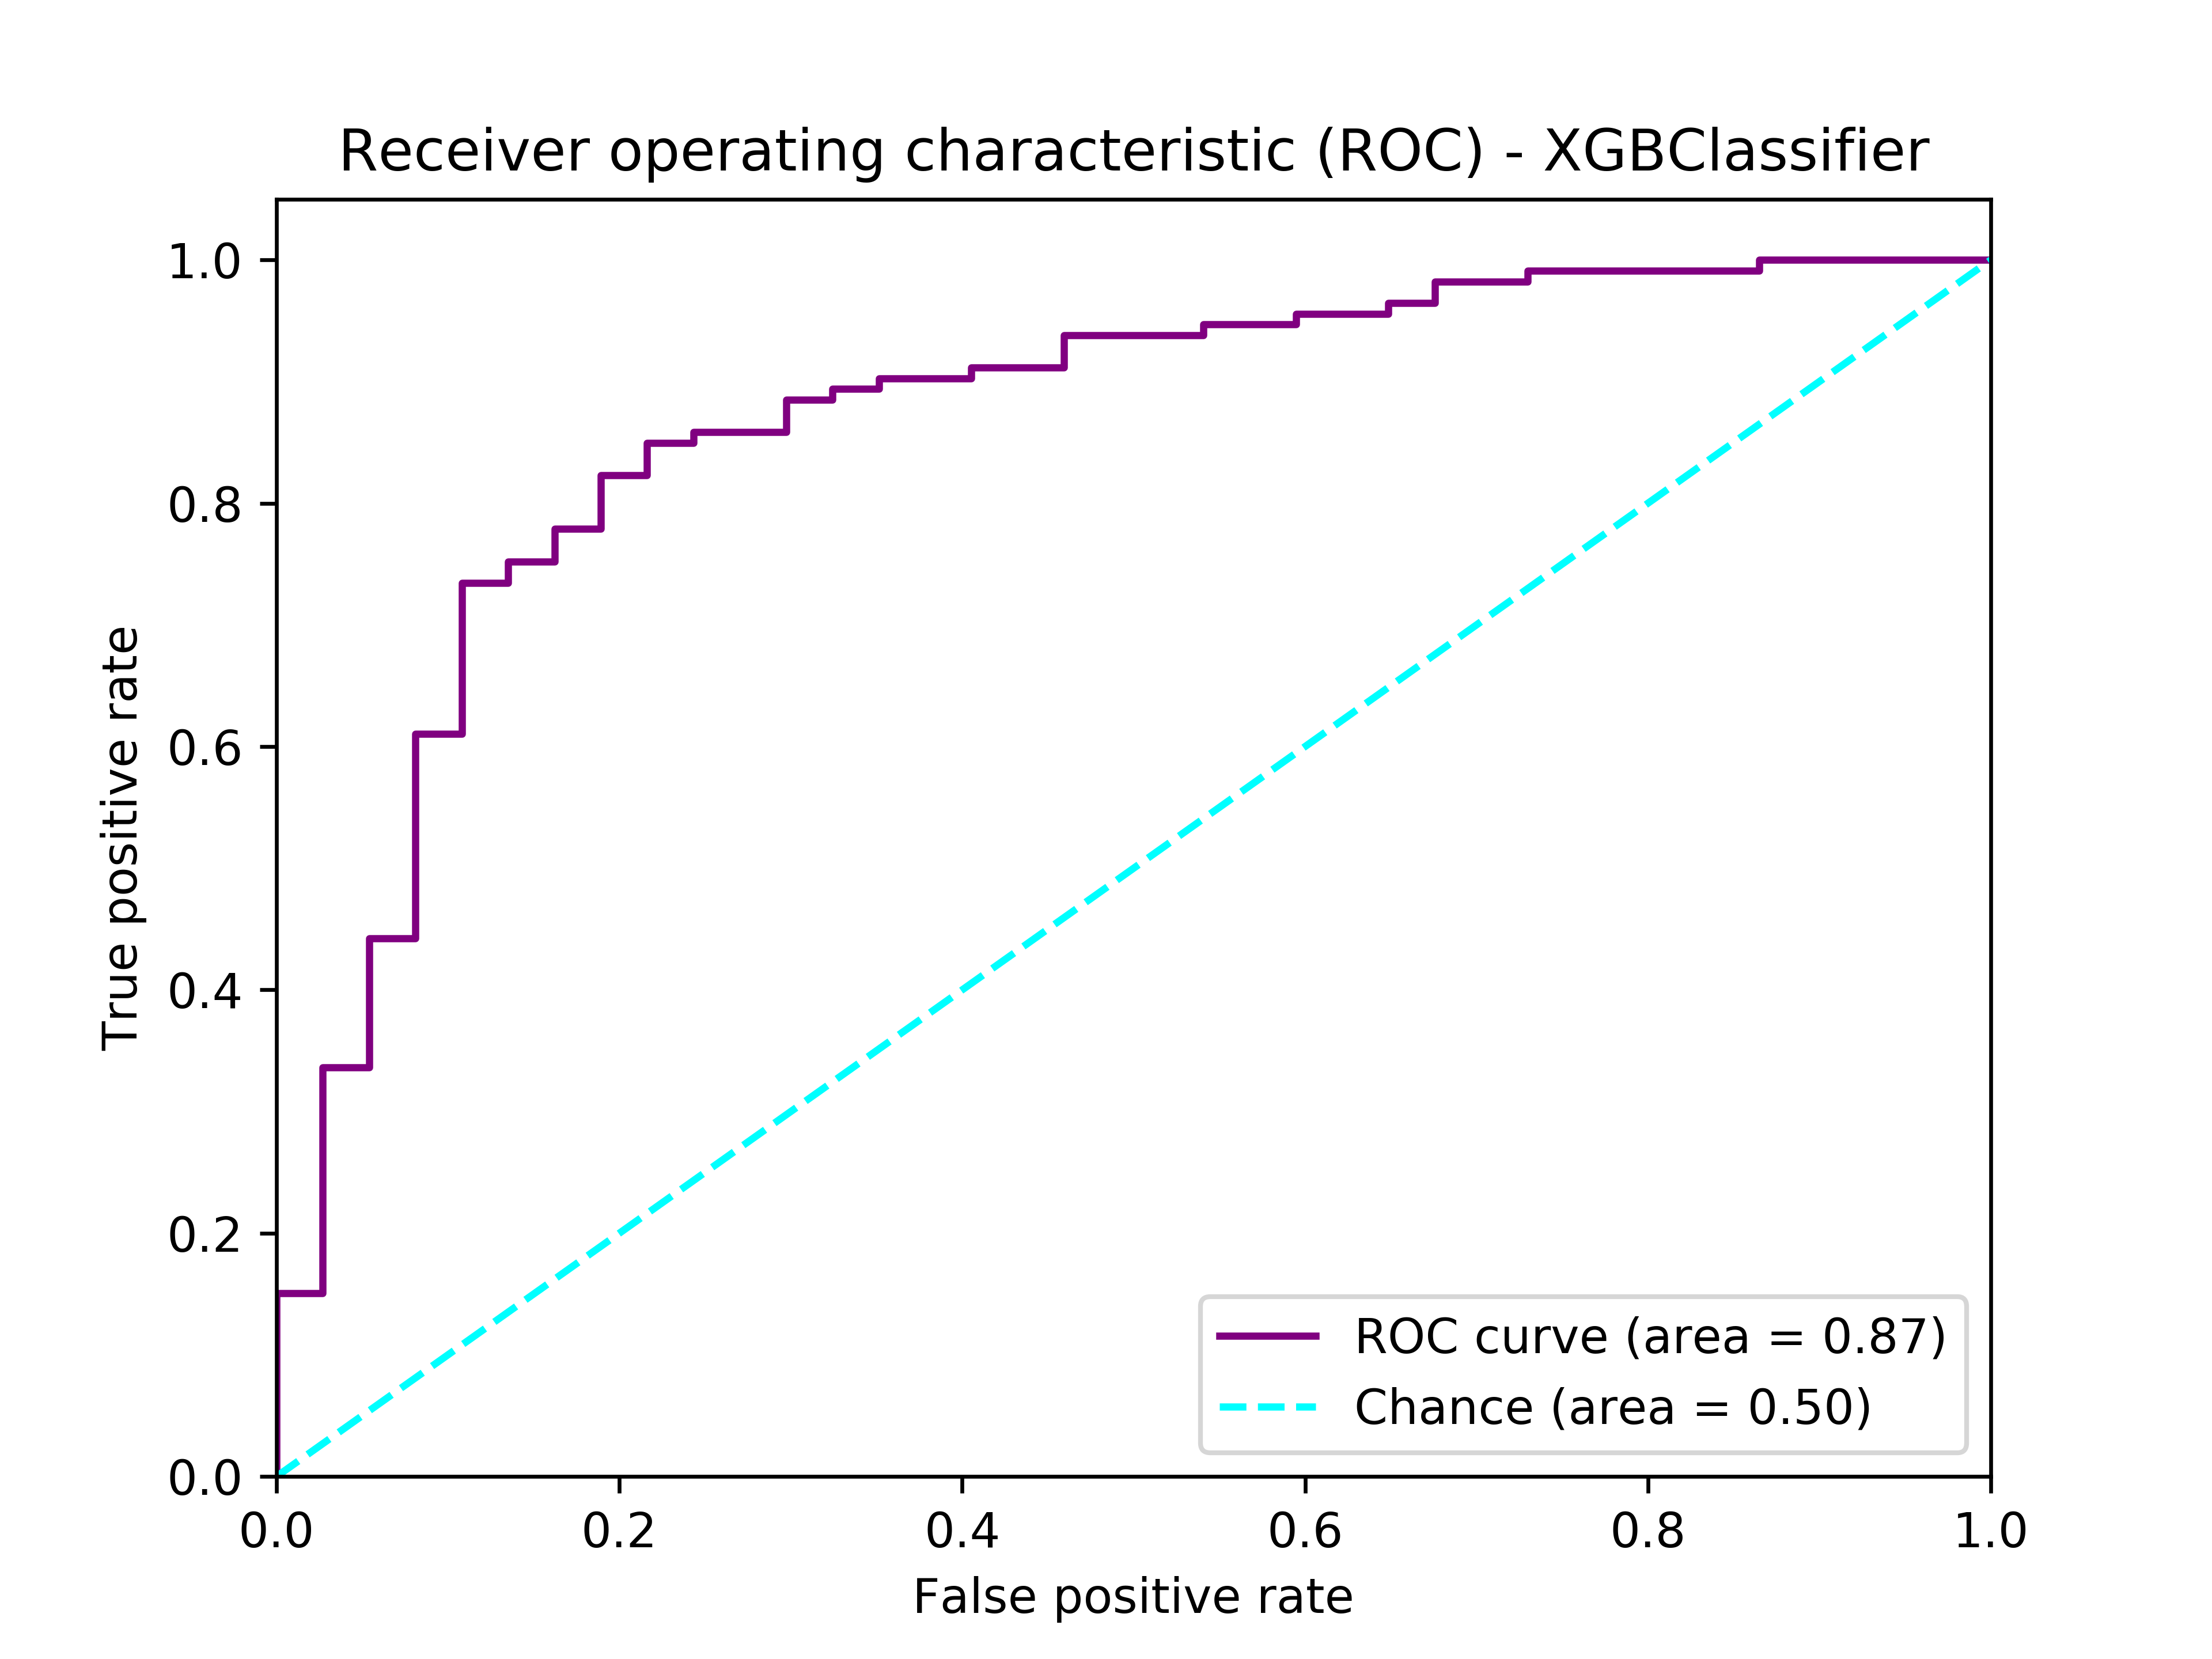 Receiver operating characteristic (ROC) - XGBClassifier
1.0
0.8
0.6
0.4
0.2
0.0
True positive rate
ROC curve (area = 0.87)
Chance (area = 0.50)
0.0 0.2 0.4 0.6 0.8 1.0
False positive rate